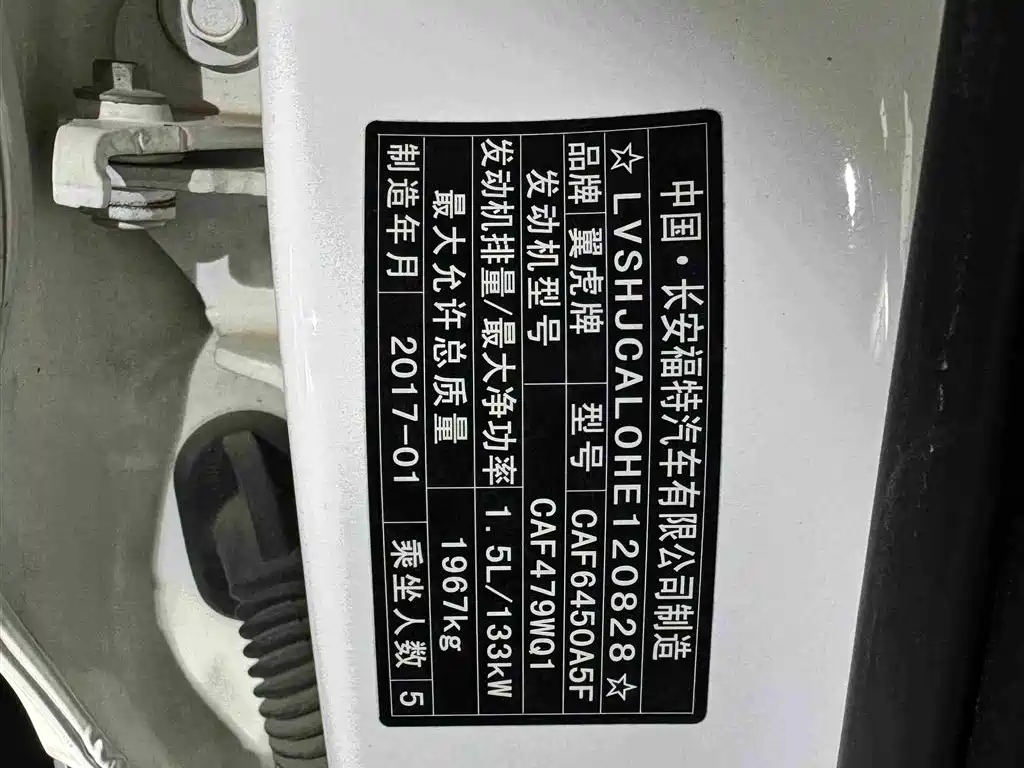 中国·长安福特汽车有限公司制造
☆LVSHJCAL0HE120828☆
品牌 翼虎牌 型号 CAF6450A5F
发动机型号 CAF479WQ1
发动机排量/最大净功率 1.5L/133kW
最大允许总质量 1967kg
制造年月 2017-01 乘坐人数 5